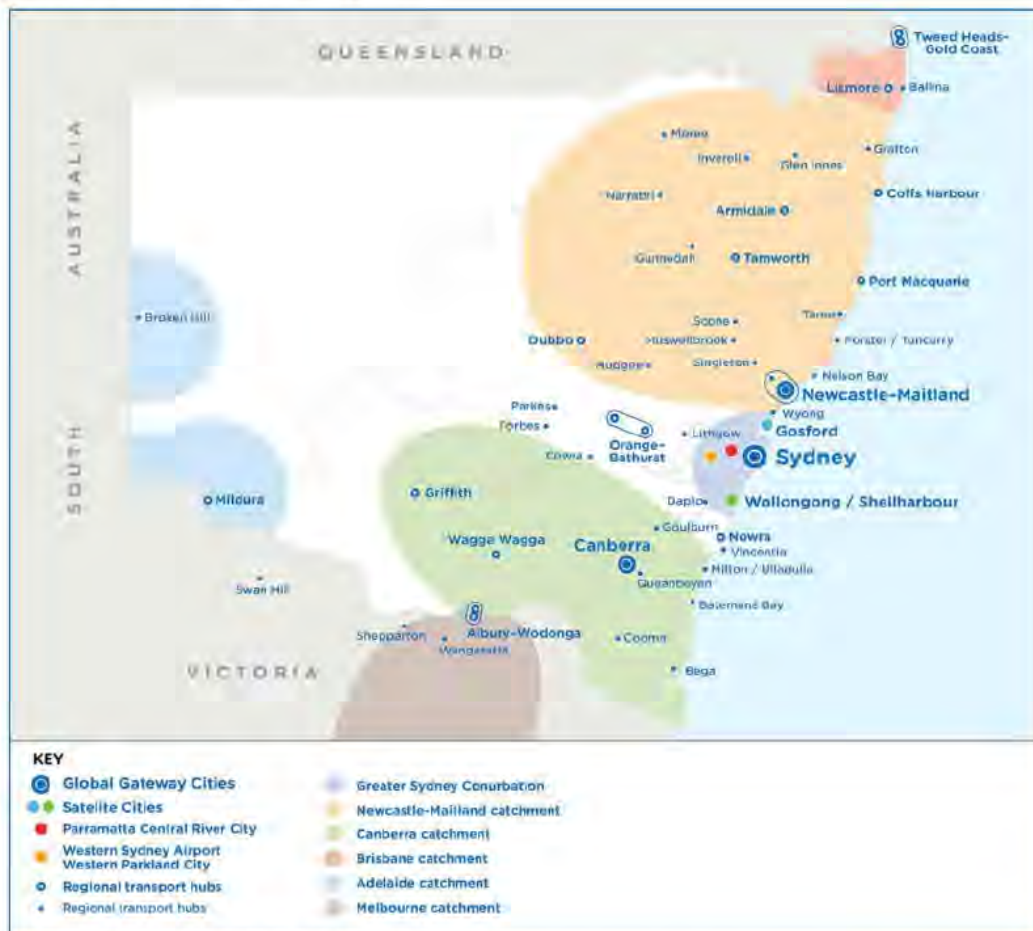 QUEENSLAND
Tweed Heads-
Gold Coast
Lismore
Ballina
AUSTRALIA
Moree
Inverell
Glen Innes
Grafton
Narrabri
Armidale
Coffs Harbour
Gunnedah
Tamworth
Port Macquarie
Broken Hill
Scone
Taree
Dubbo
Muswellbrook
Forster / Tuncurry
Mudgee
Singleton
Nelson Bay
Newcastle-Maitland
Parkes
Wyong
Forbes
Orange-
Bathurst
Lithgow
Gosford
Cowra
Sydney
SOUTH
Mildura
Griffith
Dapto
Wollongong / Shellharbour
Goulburn
Nowra
Wagga Wagga
Canberra
Vincentia
Milton / Ulladulla
Queanbeyan
Swan Hill
Batemans Bay
Shepparton
Albury-Wodonga
Wangaratta
Cooma
VICTORIA
Bega
KEY
Global Gateway Cities
Satelite Cities
Parramatta Central River City
Western Sydney Airport
Western Parkland City
Regional transport hubs
Regional transport hubs
Greater Sydney Conurbation
Newcastle-Maitland catchment
Canberra catchment
Brisbane catchment
Adelaide catchment
Melbourne catchment